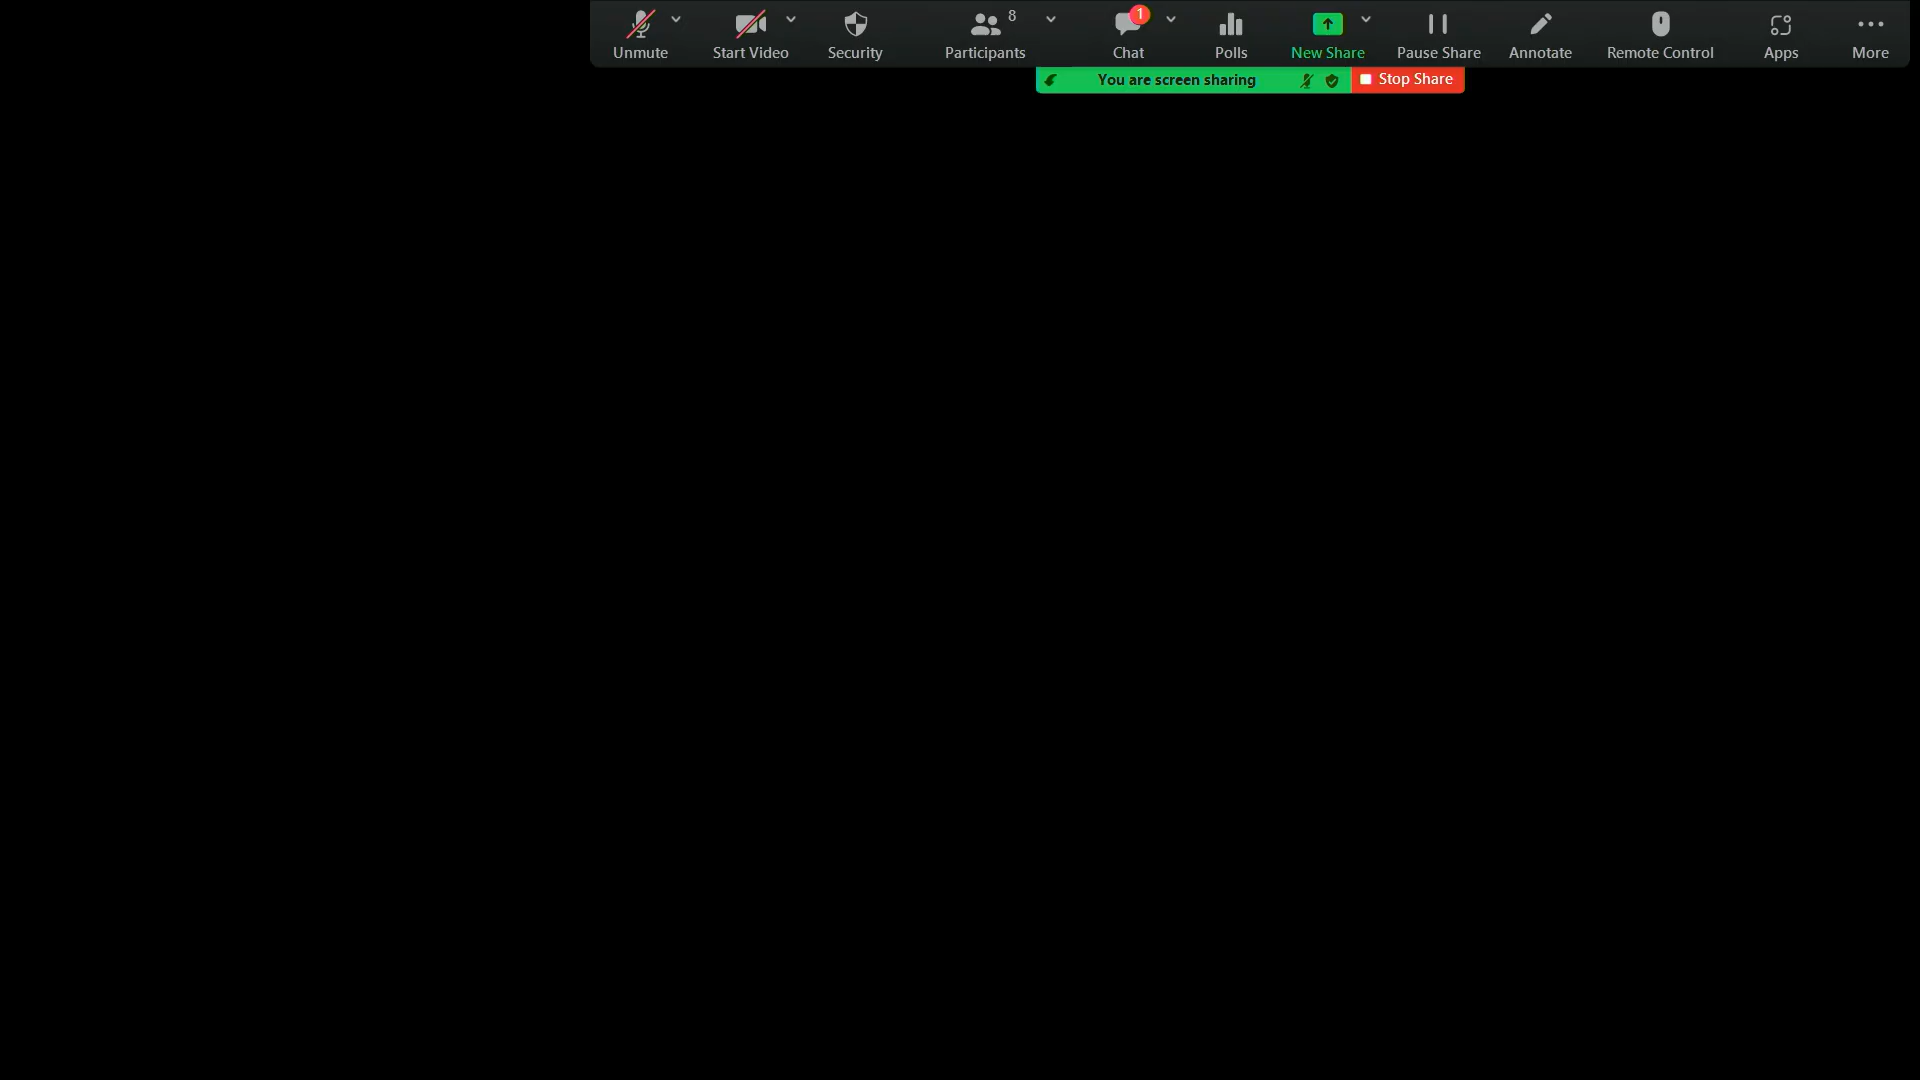 8
1
Unmute
Start Video
Security
Participants
Chat
Polls
New Share
Pause Share
Annotate
Remote Control
Apps
More
You are screen sharing
Stop Share